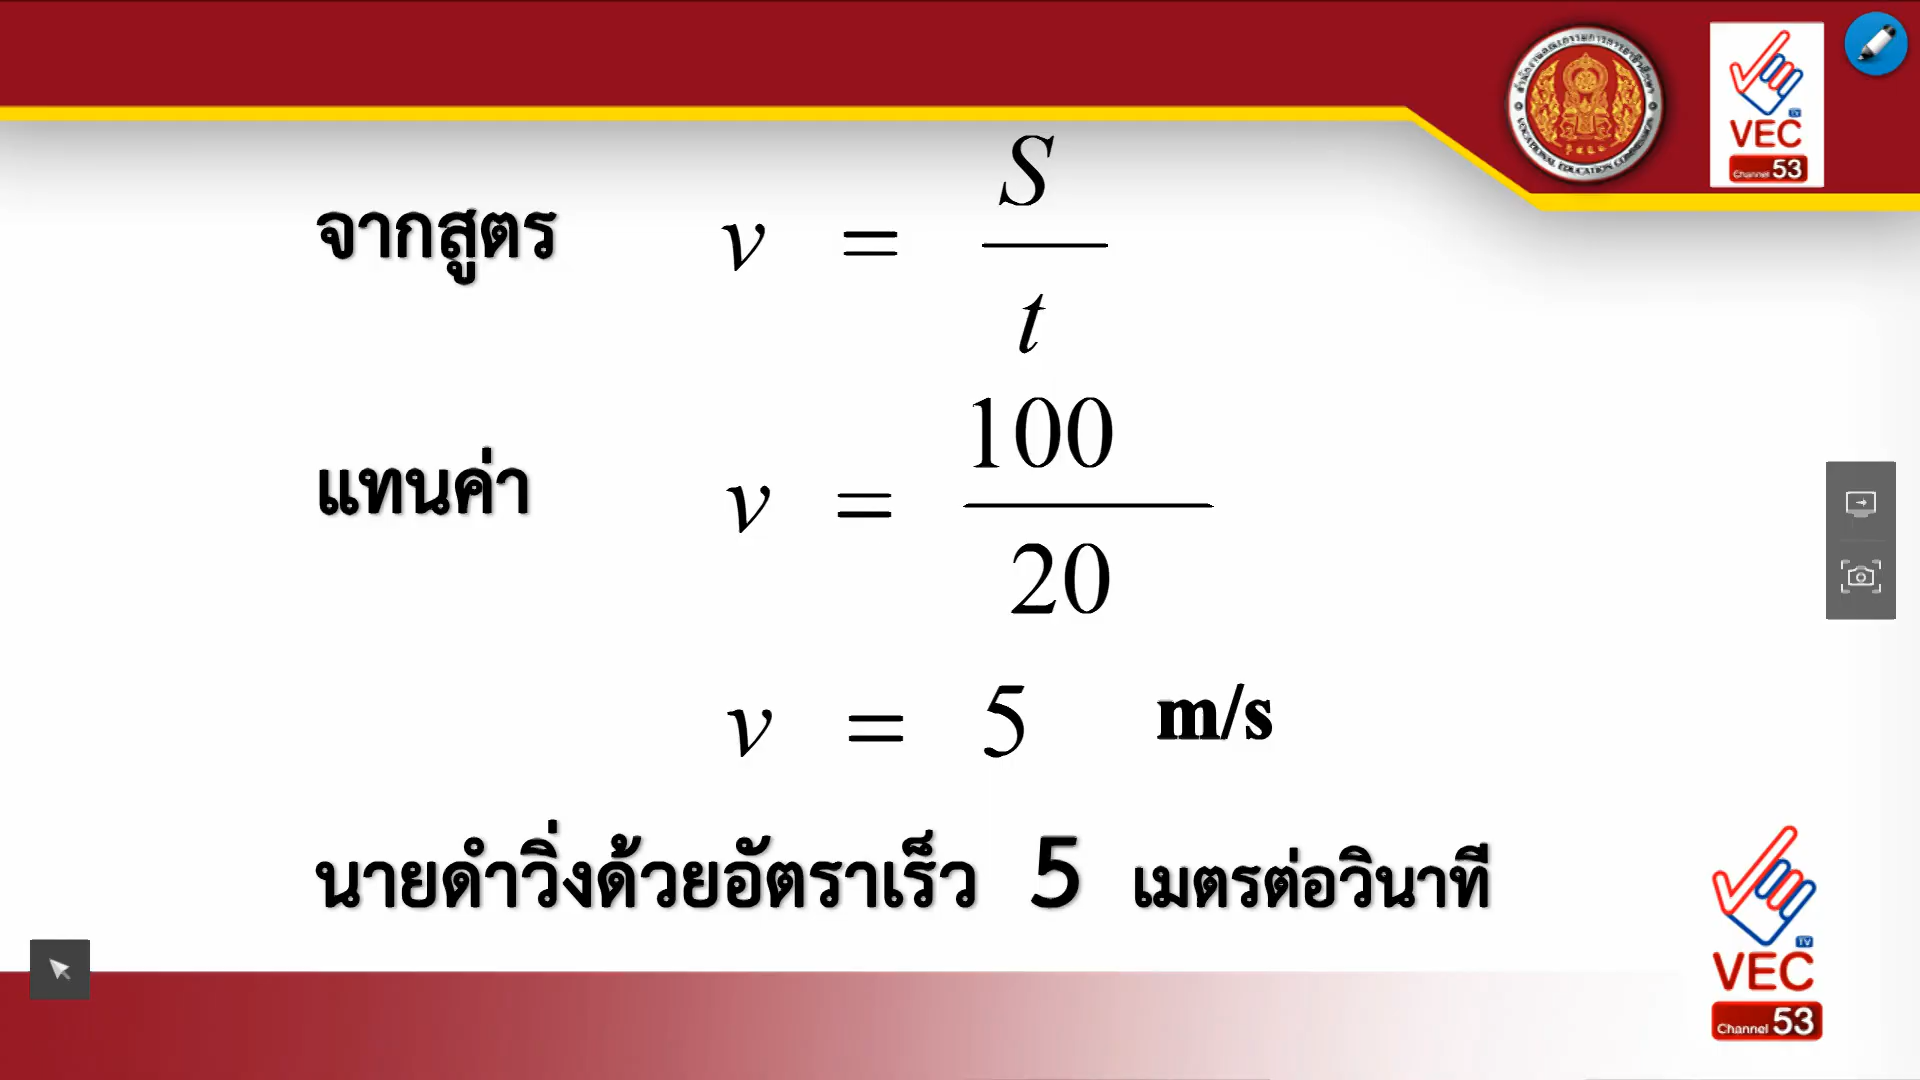 VEC
Channel 53
จากสูตร v = S / t
แทนค่า v = 100 / 20
v = 5 m/s
นายดำวิ่งด้วยอัตราเร็ว 5 เมตรต่อวินาที
TV
VEC
Channel 53